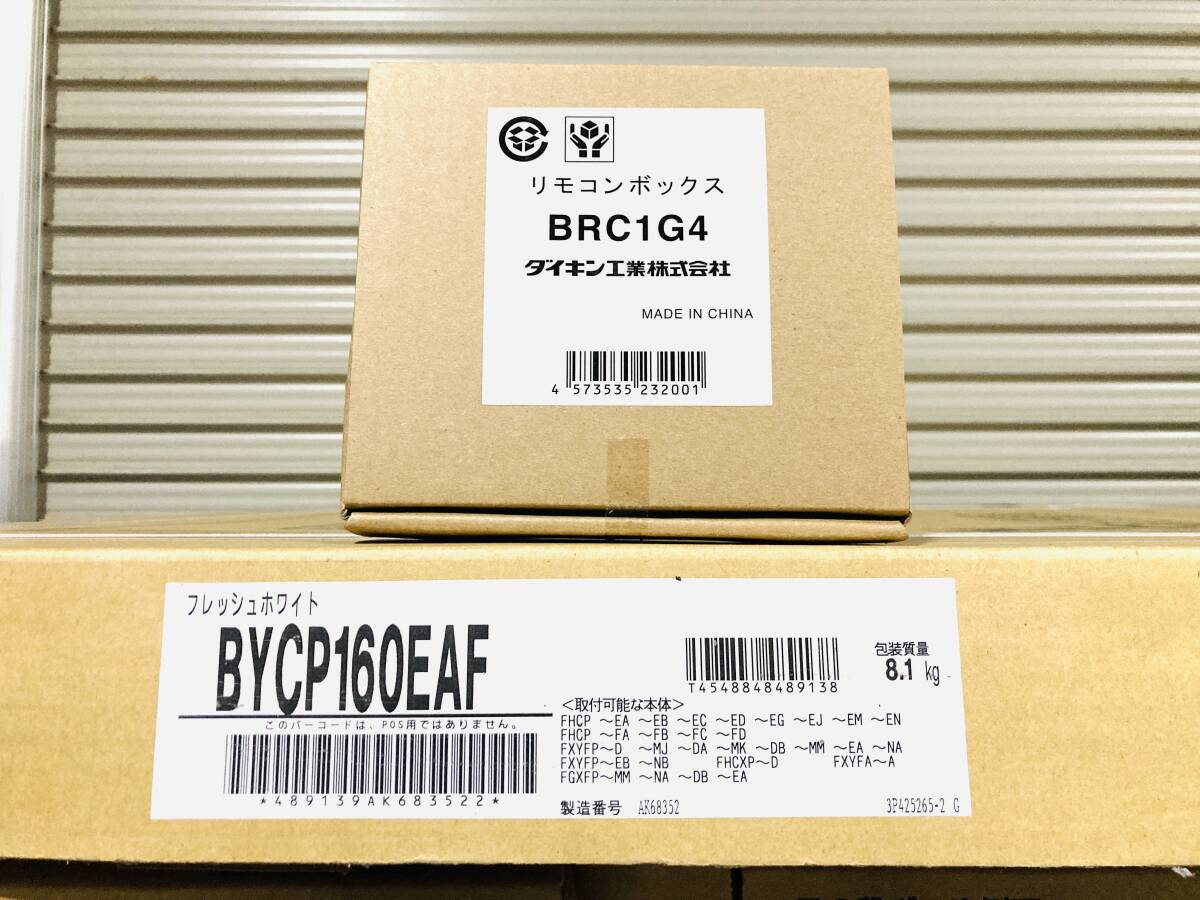 リモコンボックス
BRC1G4
ダイキン工業株式会社
MADE IN CHINA
4 573535 232001
フレッシュホワイト
BYCP160EAF
このバーコードは、POS用ではありません。
*489139AK683522*
T4548848489138
包装質量
8.1 kg
<取付可能な本体>
FHCP ~EA ~EB ~EC ~ED ~EG ~EJ ~EM ~EN
FHCP ~FA ~FB ~FC ~FD
FXYFP~D ~MJ ~DA ~MK ~DB ~MM ~EA ~NA
FXYFP~EB ~NB FHCXP~D FXYFA~A
FGXFP~MM ~NA ~DB ~EA
製造番号 AK68352
3P425265-2 G